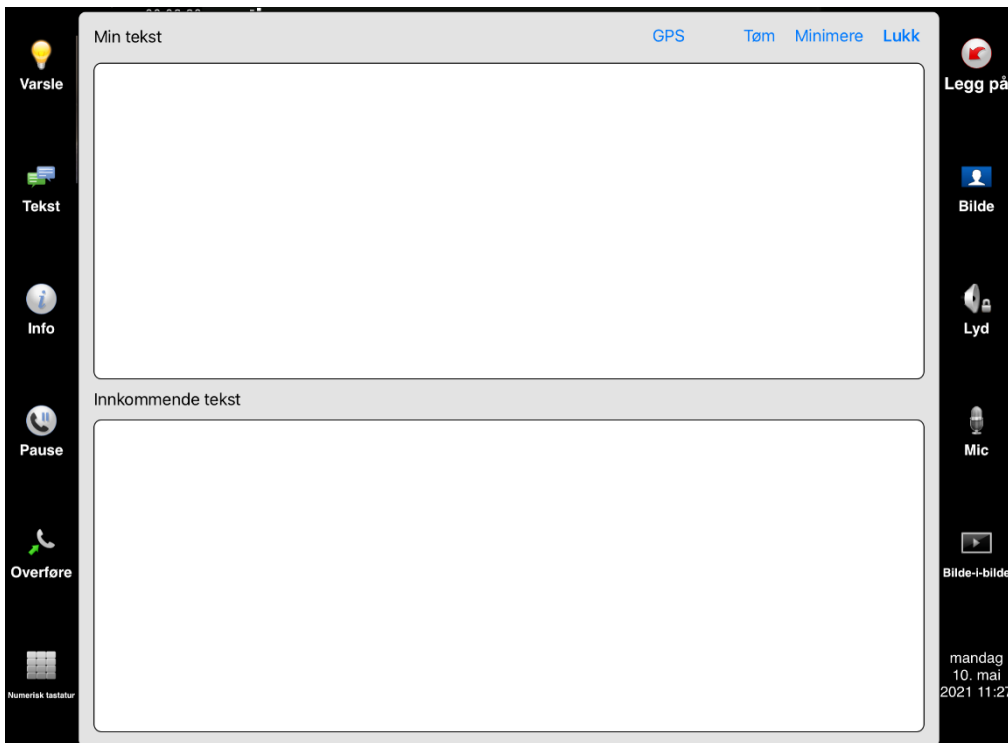 Min tekst
GPS
Tøm
Minimere
Lukk
Varsle
Tekst
Info
Pause
Overføre
Numerisk tastatur
Innkommende tekst
Legg på
Bilde
Lyd
Mic
Bilde-i-bilde
mandag
10. mai
2021 11:27